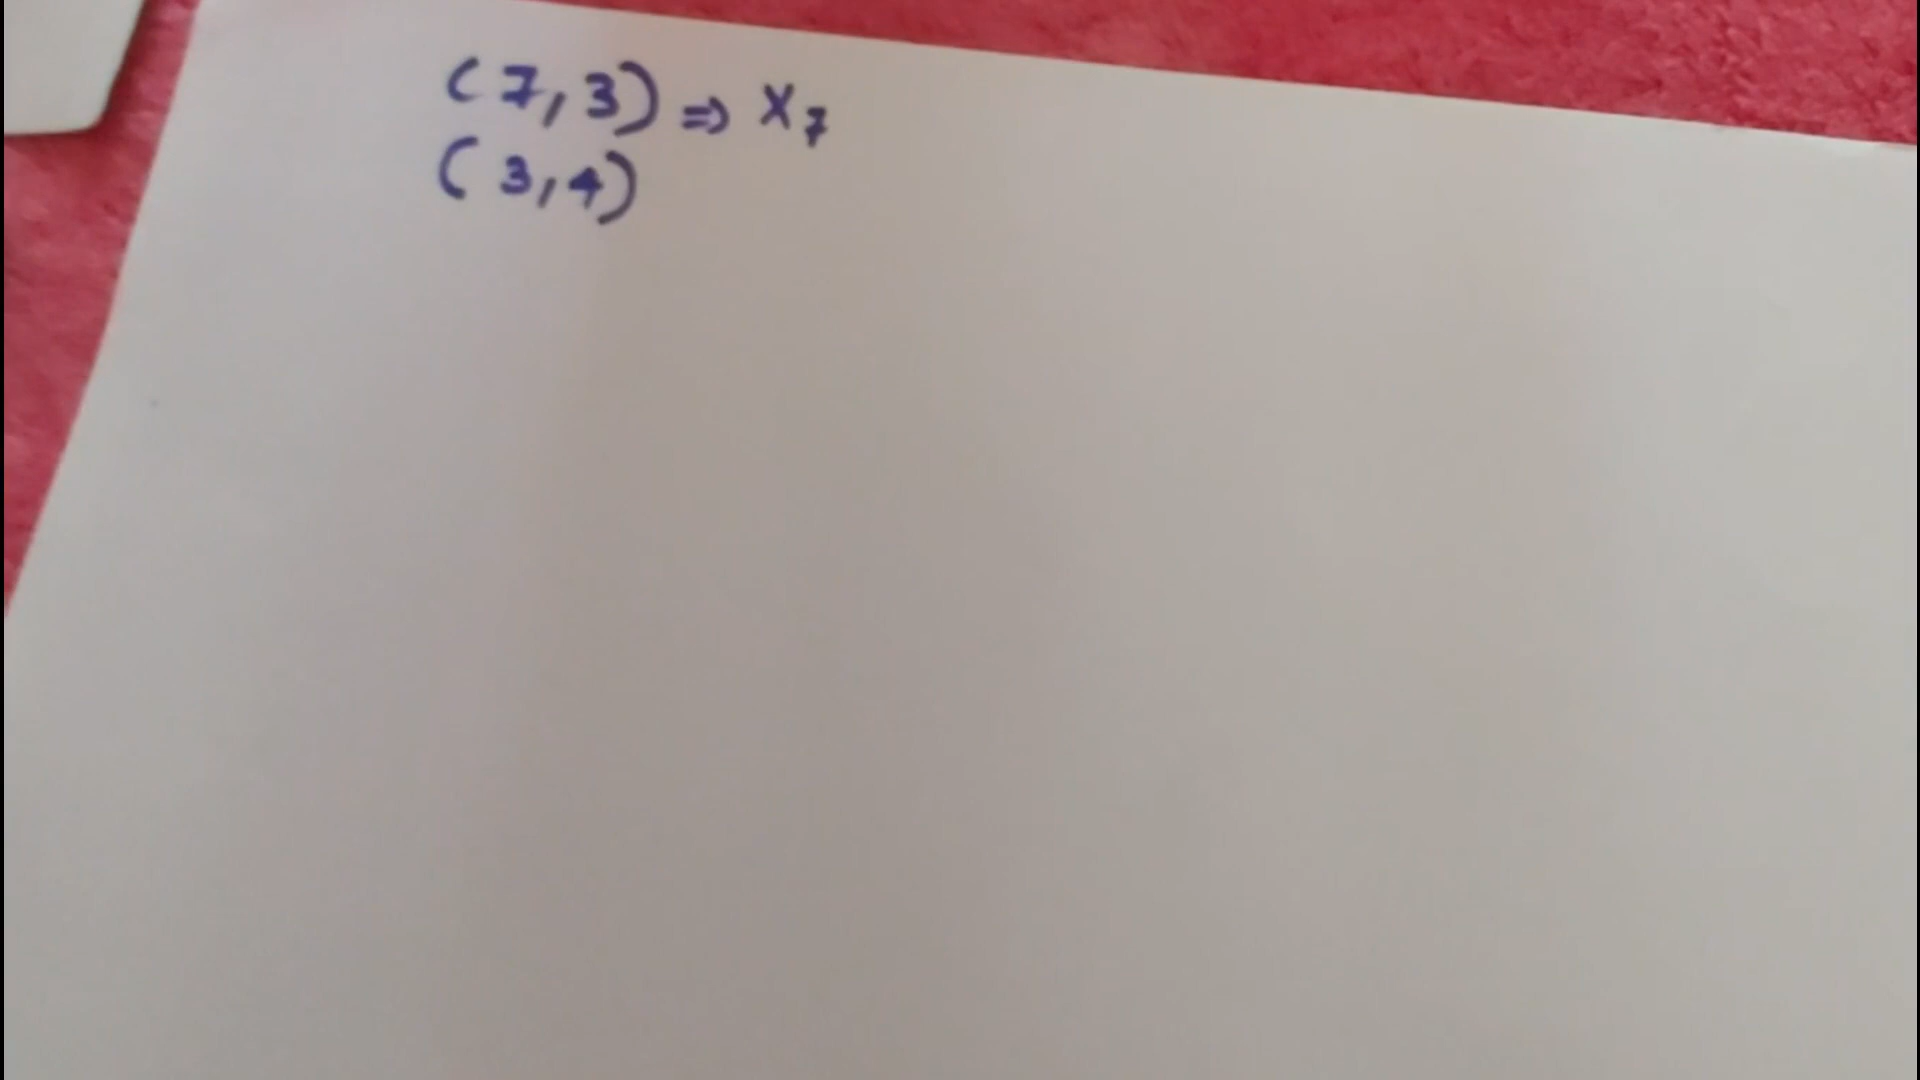 (7,3) ⇒ x₇
(3,4)